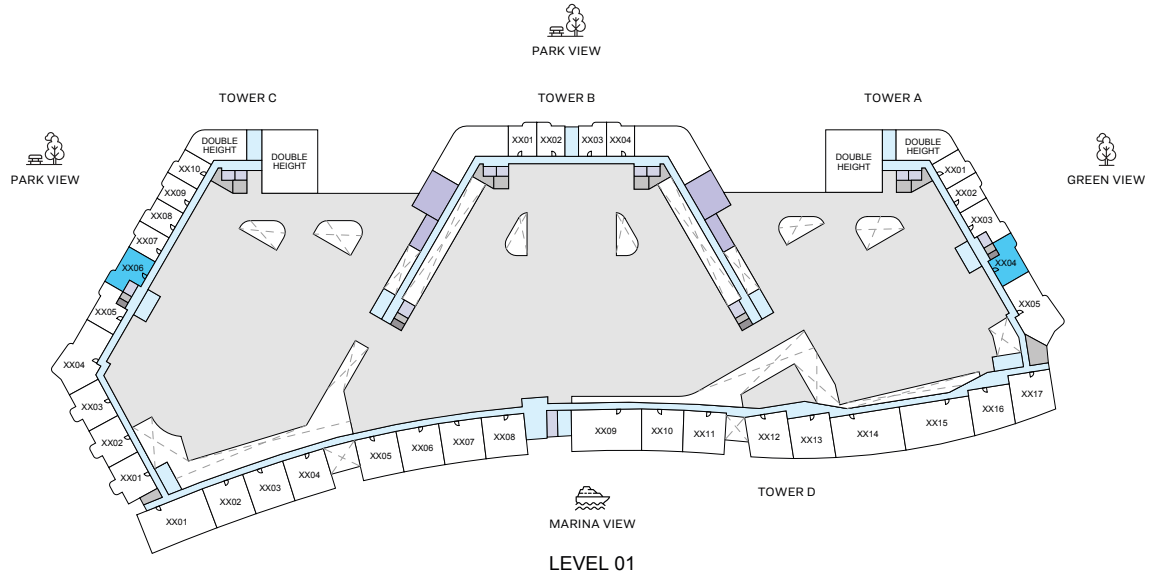 PARK VIEW
TOWER C
TOWER B
TOWER A
PARK VIEW
GREEN VIEW
DOUBLE
HEIGHT
DOUBLE
HEIGHT
XX10
XX09
XX08
XX07
XX06
XX05
XX04
XX03
XX02
XX01
XX01
XX02
XX03
XX04
DOUBLE
HEIGHT
DOUBLE
HEIGHT
XX01
XX02
XX03
XX04
XX05
XX01
XX02
XX03
XX04
XX05
XX06
XX07
XX08
XX09
XX10
XX11
XX12
XX13
XX14
XX15
XX16
XX17
TOWER D
MARINA VIEW
LEVEL 01